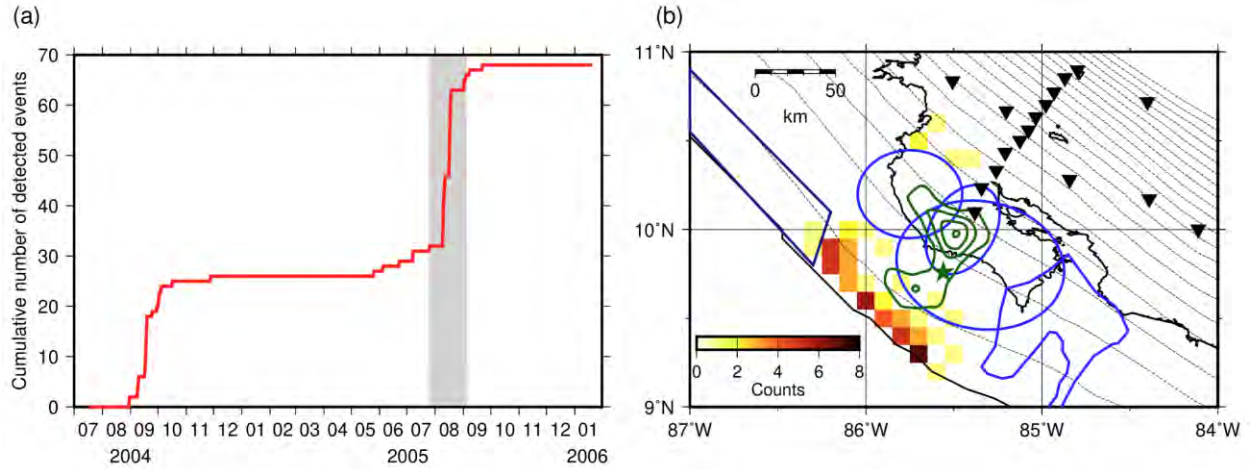 (a)
Cumulative number of detected events
70
60
50
40
30
20
10
0
07 08 09 10 11 12 01 02 03 04 05 06 07 08 09 10 11 12 01
2004 2005 2006
(b)
11°N
10°N
9°N
0 50
km
0 2 4 6 8
Counts
87°W 86°W 85°W 84°W